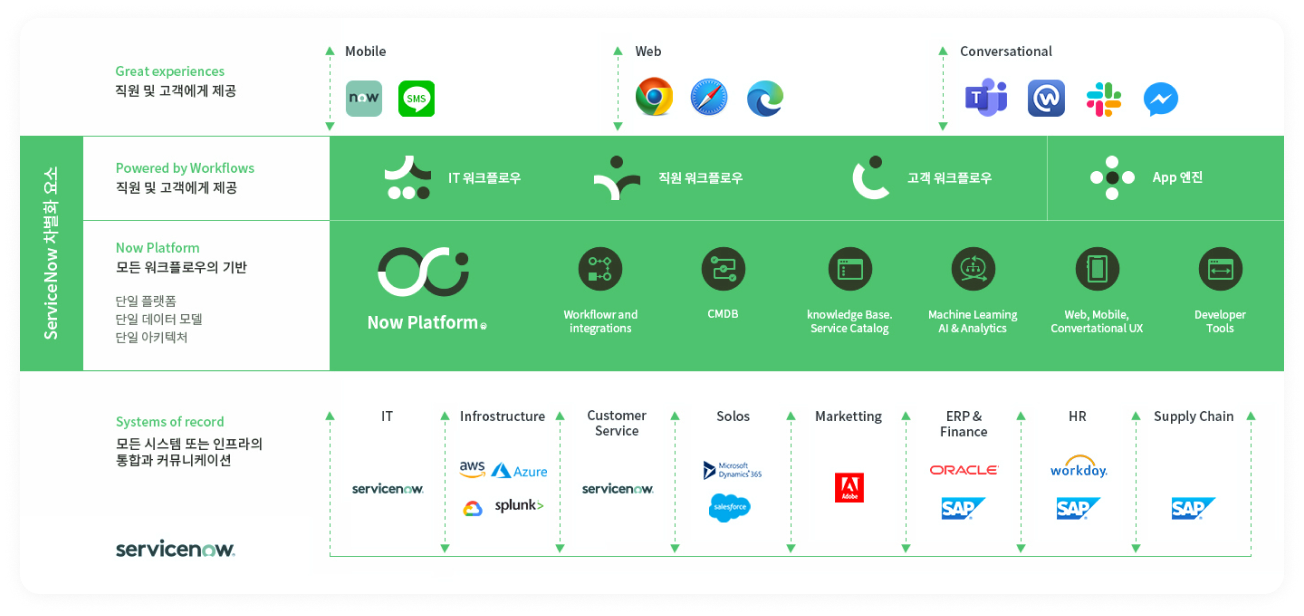 Great experiences
직원 및 고객에게 제공
Mobile
now
SMS
Web
Conversational
T
ServiceNow 차별화 요소
Powered by Workflows
직원 및 고객에게 제공
IT 워크플로우
직원 워크플로우
고객 워크플로우
App 엔진
Now Platform
모든 워크플로우의 기반
단일 플랫폼
단일 데이터 모델
단일 아키텍처
Now Platform®
Workflowr and
integrations
CMDB
knowledge Base.
Service Catalog
Machine Learning
AI & Analytics
Web, Mobile,
Convertational UX
Developer
Tools
Systems of record
모든 시스템 또는 인프라의
통합과 커뮤니케이션
servicenow.
IT
servicenow.
Infrostructure
aws
Azure
splunk>
Customer
Service
servicenow.
Solos
Microsoft
Dynamics 365
salesforce
Marketting
Adobe
ERP &
Finance
ORACLE
SAP
HR
workday.
SAP
Supply Chain
SAP